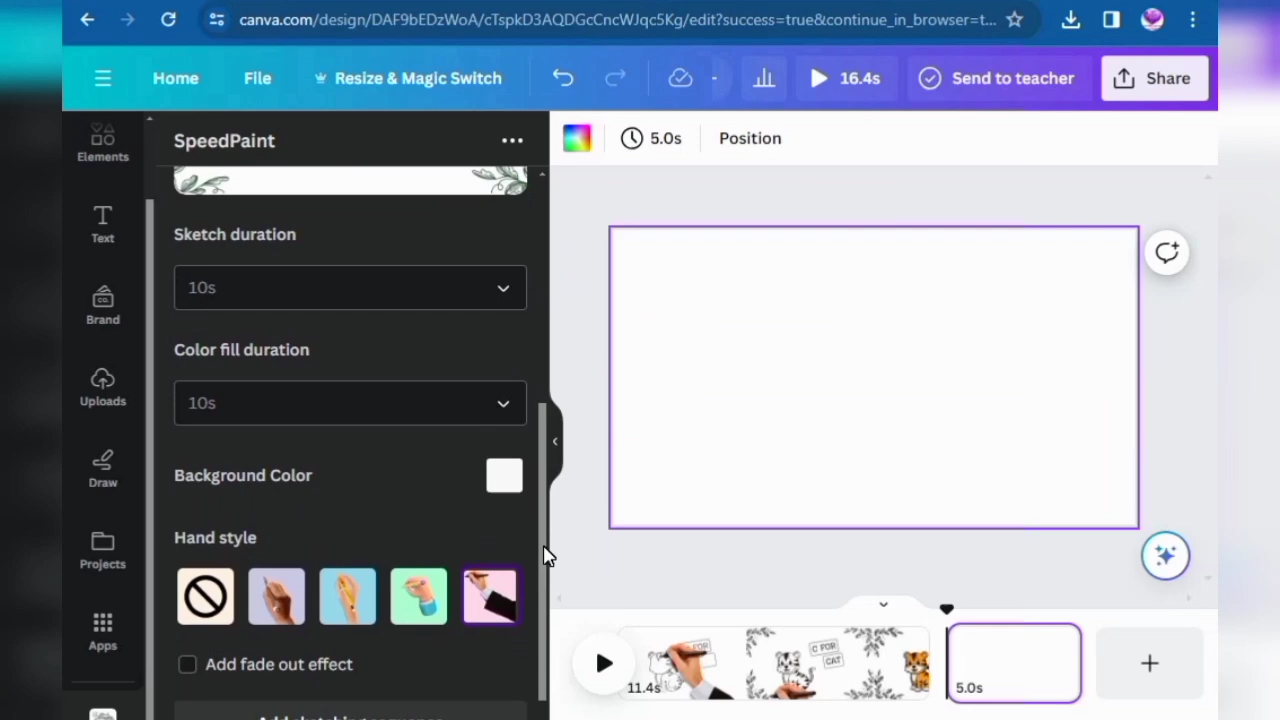 canva.com/design/DAF9bEDzWoA/cTspkD3AQDGcCncWJqc5Kg/edit?success=true&continue_in_browser=t...
Home
File
Resize & Magic Switch
16.4s
Send to teacher
Share
Elements
Text
Brand
Uploads
Draw
Projects
Apps
SpeedPaint
Sketch duration
10s
Color fill duration
10s
Background Color
Hand style
Add fade out effect
5.0s
Position
11.4s
C FOR
CAT
5.0s